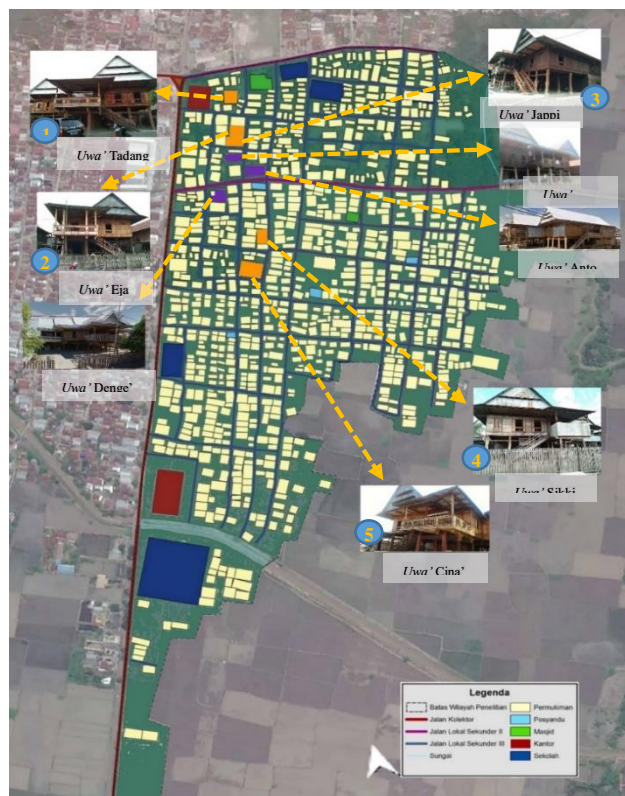 1
Uwa' Tadang
2
Uwa' Eja
Uwa' Denge'
3
Uwa' Jappi
Uwa'
Uwa' Anto
4
Uwa' Sikki
5
Uwa' Cina'
Legenda
Batas Wilayah Penelitian
Jalan Kolektor
Jalan Lokal Sekunder II
Jalan Lokal Sekunder III
Sungai
Permukiman
Posyandu
Masjid
Kantor
Sekolah